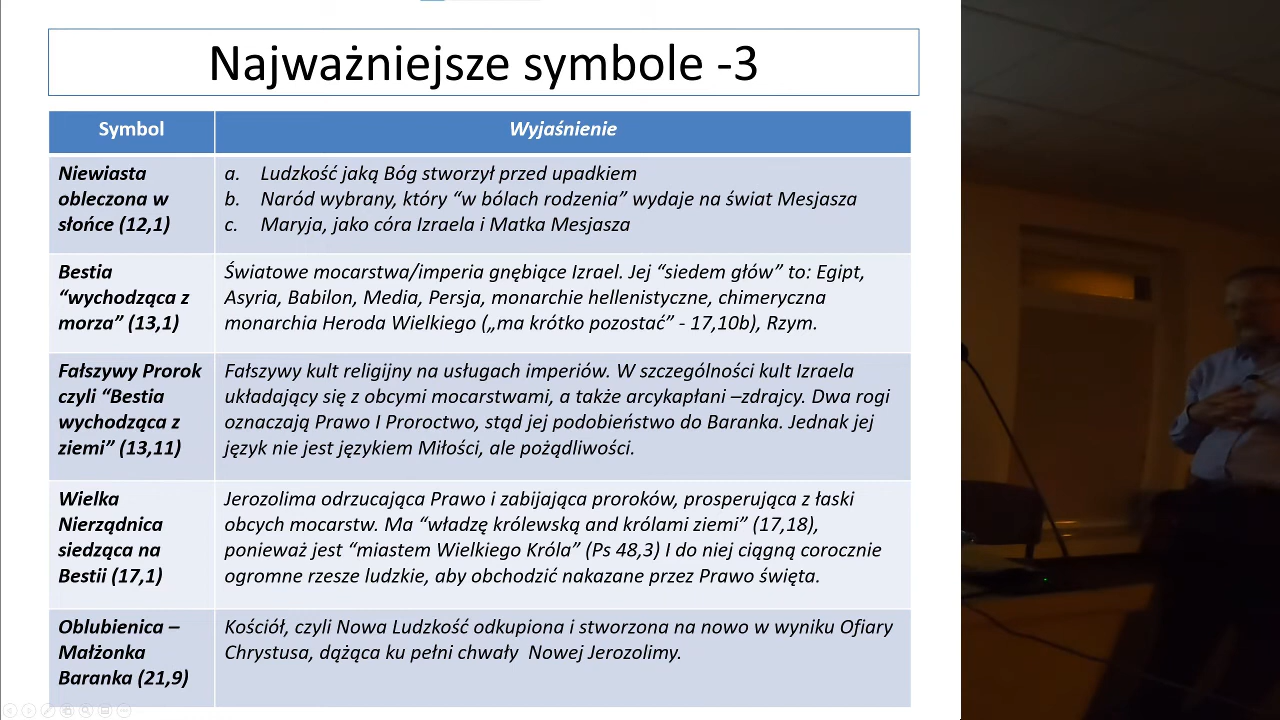 Najważniejsze symbole -3
Symbol
Wyjaśnienie
Niewiasta
obleczona w
słońce (12,1)
a. Ludzkość jaką Bóg stworzył przed upadkiem
b. Naród wybrany, który “w bólach rodzenia” wydaje na świat Mesjasza
c. Maryja, jako córa Izraela i Matka Mesjasza
Bestia
“wychodząca z
morza” (13,1)
Światowe mocarstwa/imperia gnębiące Izrael. Jej “siedem głów” to: Egipt,
Asyria, Babilon, Media, Persja, monarchie hellenistyczne, chimeryczna
monarchia Heroda Wielkiego („ma krótko pozostać” - 17,10b), Rzym.
Fałszywy Prorok
czyli “Bestia
wychodząca z
ziemi” (13,11)
Fałszywy kult religijny na usługach imperiów. W szczególności kult Izraela
układający się z obcymi mocarstwami, a także arcykapłani –zdrajcy. Dwa rogi
oznaczają Prawo I Proroctwo, stąd jej podobieństwo do Baranka. Jednak jej
język nie jest językiem Miłości, ale pożądliwości.
Wielka
Nierządnica
siedząca na
Bestii (17,1)
Jerozolima odrzucająca Prawo i zabijająca proroków, prosperująca z łaski
obcych mocarstw. Ma “władzę królewską and królami ziemi” (17,18),
ponieważ jest “miastem Wielkiego Króla” (Ps 48,3) I do niej ciągną corocznie
ogromne rzesze ludzkie, aby obchodzić nakazane przez Prawo święta.
Oblubienica –
Małżonka
Baranka (21,9)
Kościół, czyli Nowa Ludzkość odkupiona i stworzona na nowo w wyniku Ofiary
Chrystusa, dążąca ku pełni chwały  Nowej Jerozolimy.